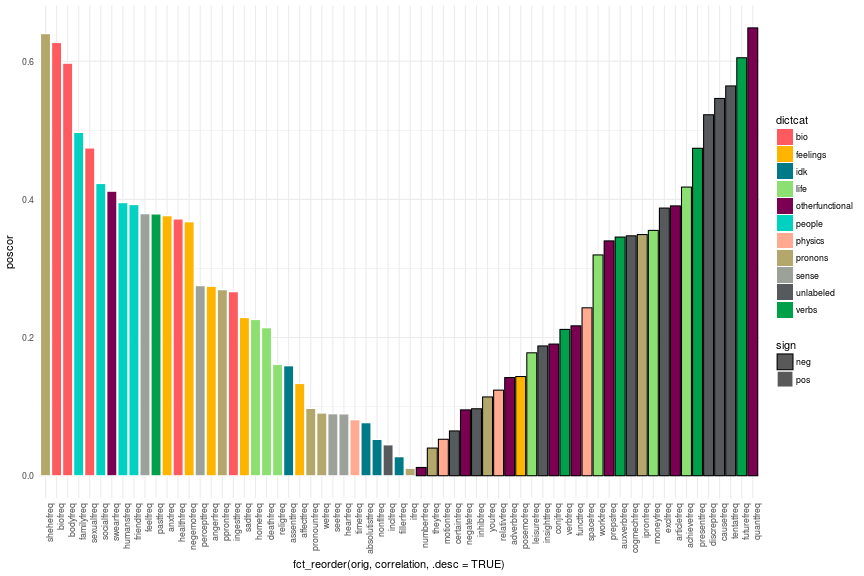 poscor
0.6
0.4
0.2
0.0
shehefreq
biofreq
bodyfreq
familyfreq
sexualfreq
socialfreq
swearfreq
humansfreq
friendfreq
feelfreq
pastfreq
anxfreq
healthfreq
negemofreq
perceptfreq
angerfreq
ppronfreq
ingestfreq
sadfreq
homefreq
deathfreq
religfreq
assentfreq
affectfreq
pronounfreq
wefreq
seefreq
hearfreq
timefreq
absolutistfreq
nonflfreq
inclfreq
fillerfreq
ifreq
numberfreq
theyfreq
motionfreq
certainfreq
negatefreq
inhibfreq
youfreq
relativfreq
adverbfreq
posemofreq
leisurefreq
insightfreq
conjfreq
verbfreq
functfreq
spacefreq
workfreq
prepsfreq
auxverbfreq
cogmechfreq
ipronfreq
moneyfreq
exclfreq
articlefreq
achievefreq
presentfreq
discrepfreq
causefreq
tentatfreq
futurefreq
quantfreq
fct_reorder(orig, correlation, .desc = TRUE)
dictcat
bio
feelings
idk
life
otherfunctional
people
physics
pronons
sense
unlabeled
verbs
sign
neg
pos